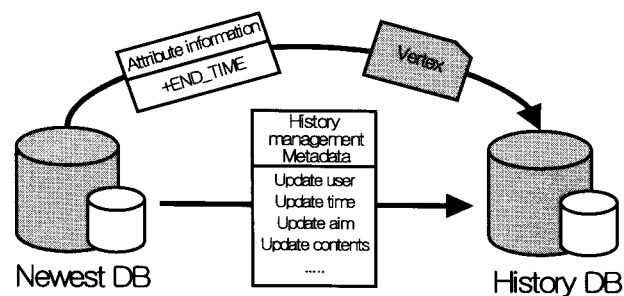 Attribute information
+END_TIME
Vertex
History
management
Metadata
Update user
Update time
Update aim
Update contents
.....
Newest DB
History DB